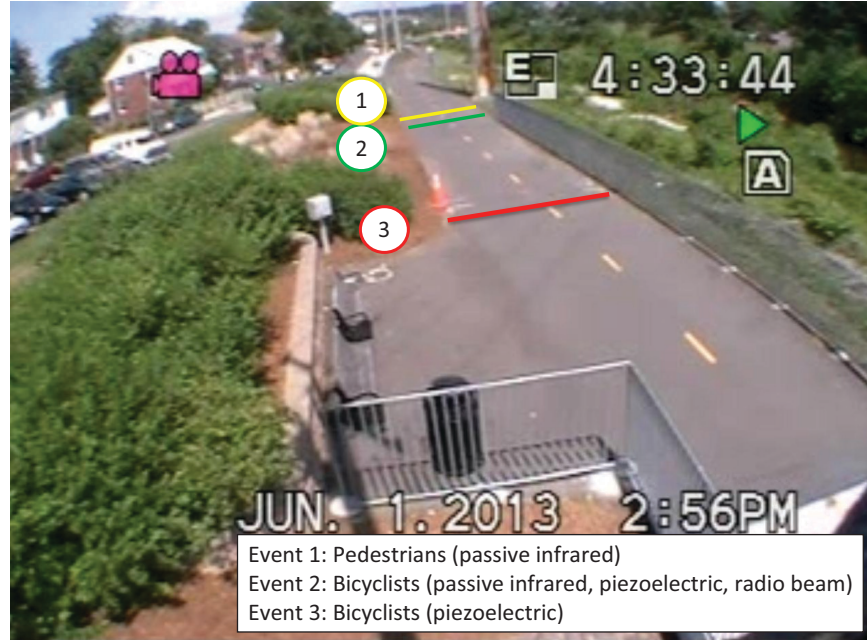 1
E 4:33:44
2
A
3
JUN. 1.2013 2:56PM
Event 1: Pedestrians (passive infrared)
Event 2: Bicyclists (passive infrared, piezoelectric, radio beam)
Event 3: Bicyclists (piezoelectric)